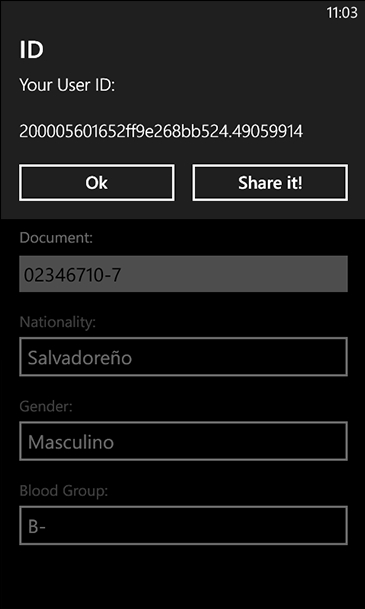 11:03
ID
Your User ID:
200005601652ff9e268bb524.49059914
Ok
Share it!
Document:
02346710-7
Nationality:
Salvadoreño
Gender:
Masculino
Blood Group:
B-